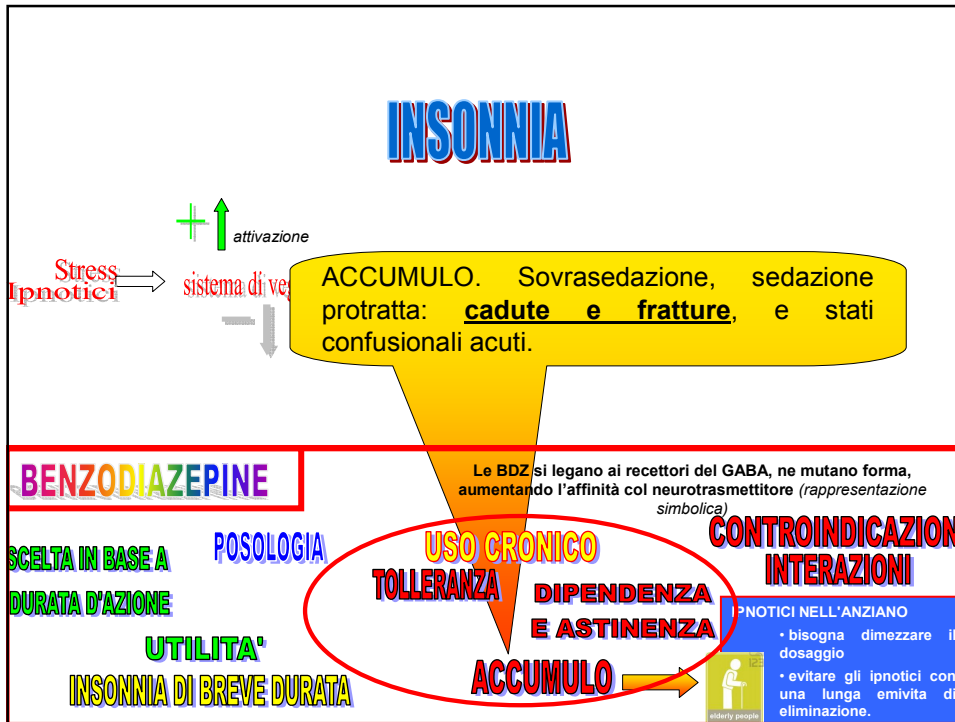 INSONNIA
attivazione
Stress
Ipnotici
sistema di veg
ACCUMULO. Sovrasedazione, sedazione
protratta: cadute e fratture, e stati
confusionali acuti.
BENZODIAZEPINE
Le BDZ si legano ai recettori del GABA, ne mutano forma,
aumentando l'affinità col neurotrasmettitore (rappresentazione
simbolica)
SCELTA IN BASE A
DURATA D'AZIONE
POSOLOGIA
UTILITA'
INSONNIA DI BREVE DURATA
USO CRONICO
TOLLERANZA
DIPENDENZA
E ASTINENZA
ACCUMULO
CONTROINDICAZION
INTERAZIONI
IPNOTICI NELL'ANZIANO
• bisogna dimezzare il
dosaggio
• evitare gli ipnotici con
una lunga emivita di
eliminazione.
123
elderly people